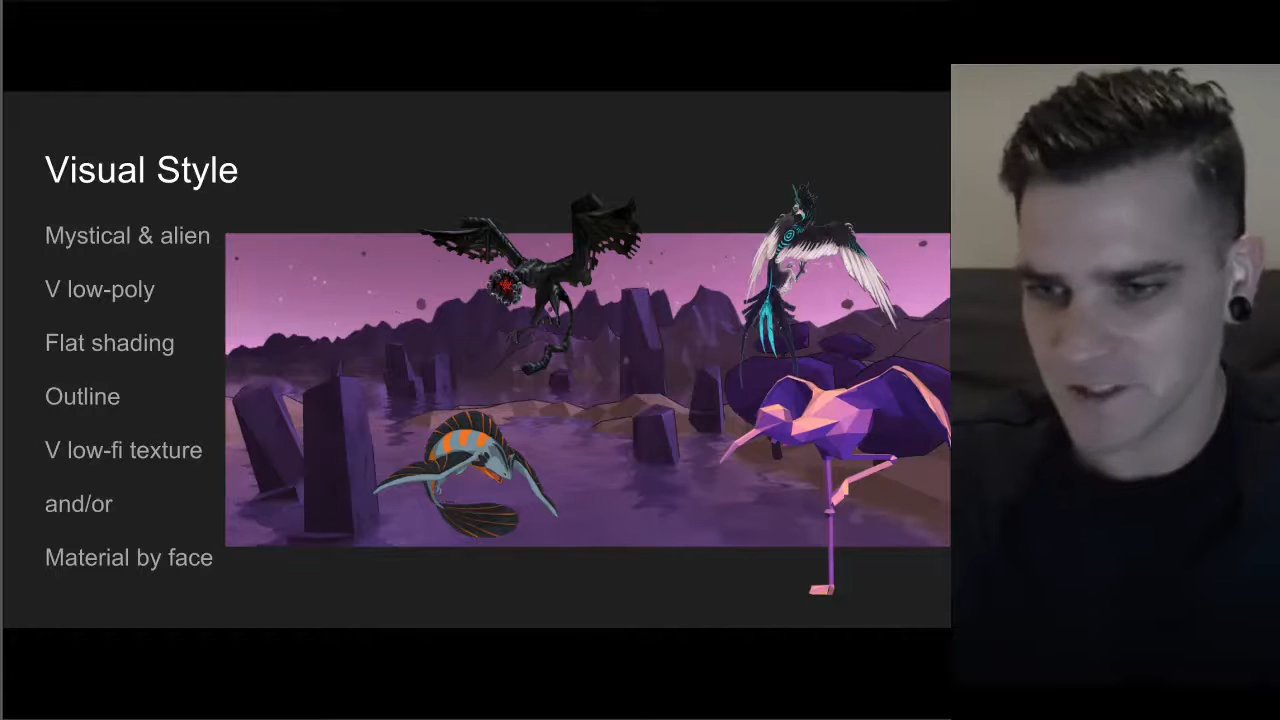 Visual Style
Mystical & alien
V low-poly
Flat shading
Outline
V low-fi texture
and/or
Material by face